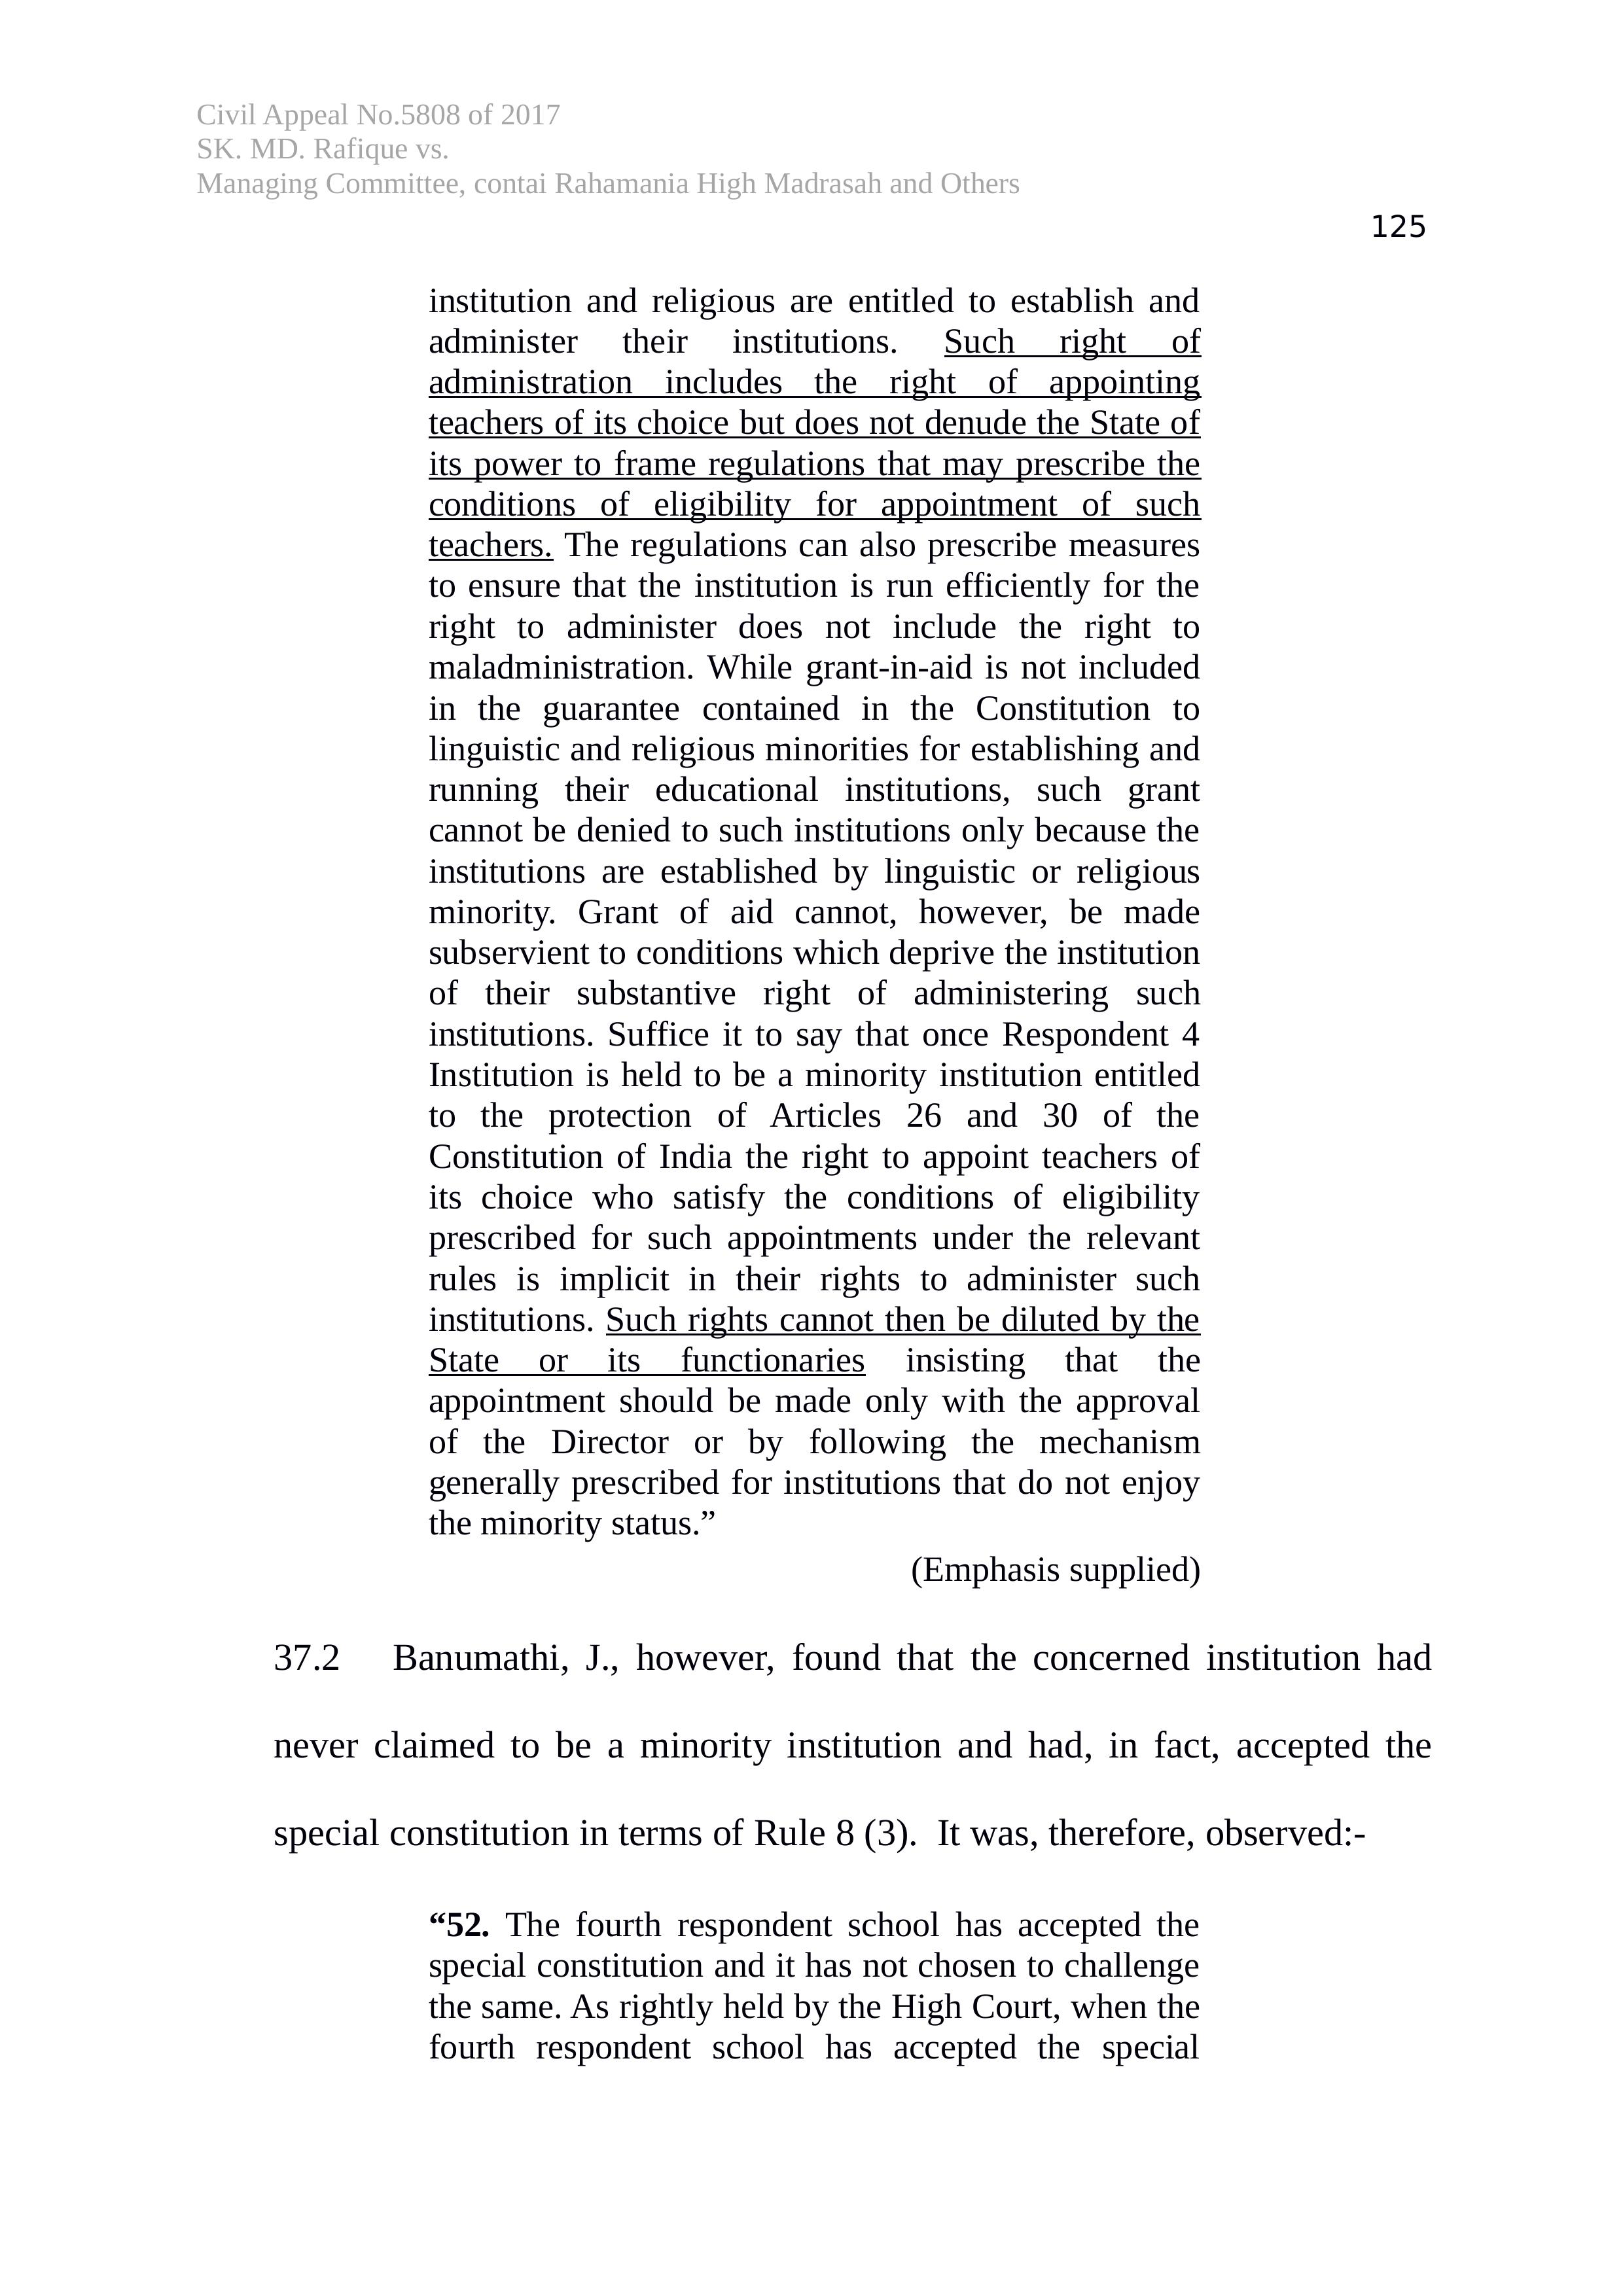 Civil Appeal No.5808 of 2017
SK. MD. Rafique vs.
Managing Committee, contai Rahamania High Madrasah and Others
125
institution and religious are entitled to establish and
administer their institutions. Such right of
administration includes the right of appointing
teachers of its choice but does not denude the State of
its power to frame regulations that may prescribe the
conditions of eligibility for appointment of such
teachers. The regulations can also prescribe measures
to ensure that the institution is run efficiently for the
right to administer does not include the right to
maladministration. While grant-in-aid is not included
in the guarantee contained in the Constitution to
linguistic and religious minorities for establishing and
running their educational institutions, such grant
cannot be denied to such institutions only because the
institutions are established by linguistic or religious
minority. Grant of aid cannot, however, be made
subservient to conditions which deprive the institution
of their substantive right of administering such
institutions. Suffice it to say that once Respondent 4
Institution is held to be a minority institution entitled
to the protection of Articles 26 and 30 of the
Constitution of India the right to appoint teachers of
its choice who satisfy the conditions of eligibility
prescribed for such appointments under the relevant
rules is implicit in their rights to administer such
institutions. Such rights cannot then be diluted by the
State or its functionaries insisting that the
appointment should be made only with the approval
of the Director or by following the mechanism
generally prescribed for institutions that do not enjoy
the minority status.”
(Emphasis supplied)
37.2 Banumathi, J., however, found that the concerned institution had
never claimed to be a minority institution and had, in fact, accepted the
special constitution in terms of Rule 8 (3). It was, therefore, observed:-
“52. The fourth respondent school has accepted the
special constitution and it has not chosen to challenge
the same. As rightly held by the High Court, when the
fourth respondent school has accepted the special